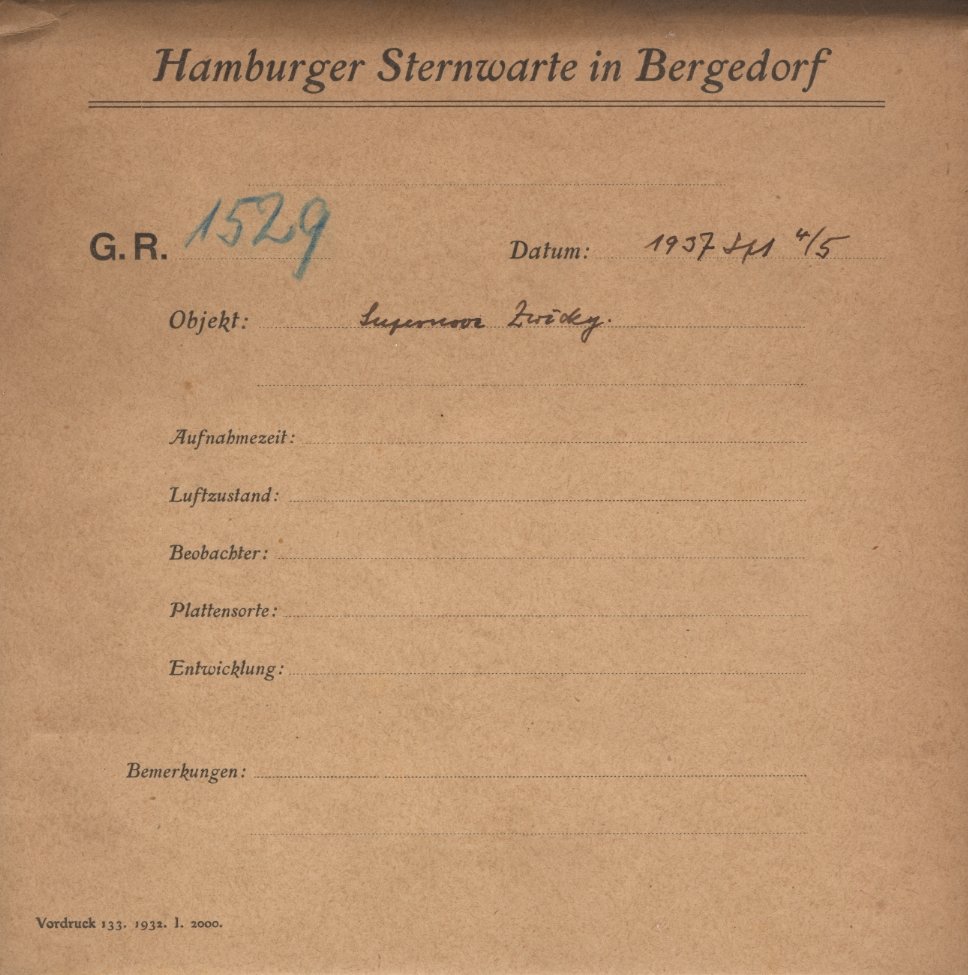 Hamburger Sternwarte in Bergedorf
G. R. 1529 Datum: 1937 Spt 4/5
Objekt: Supernova Zwicky.
Aufnahmezeit:
Luftzustand:
Beobachter:
Plattensorte:
Entwicklung:
Bemerkungen:
Vordruck 133. 1932. I. 2000.